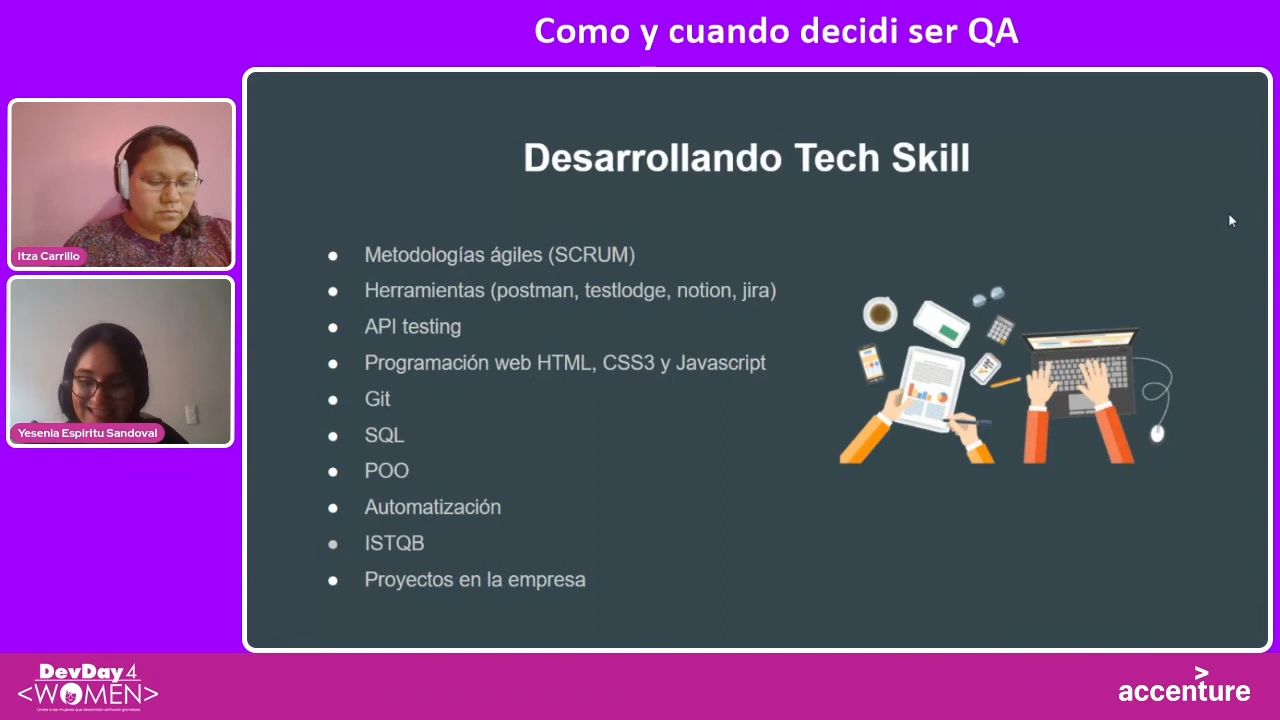 Como y cuando decidi ser QA
Itza Carrillo
Yesenia Espiritu Sandoval
Desarrollando Tech Skill
● Metodologías ágiles (SCRUM)
● Herramientas (postman, testlodge, notion, jira)
● API testing
● Programación web HTML, CSS3 y Javascript
● Git
● SQL
● POO
● Automatización
● ISTQB
● Proyectos en la empresa
DevDay4
<WOMEN>
accenture